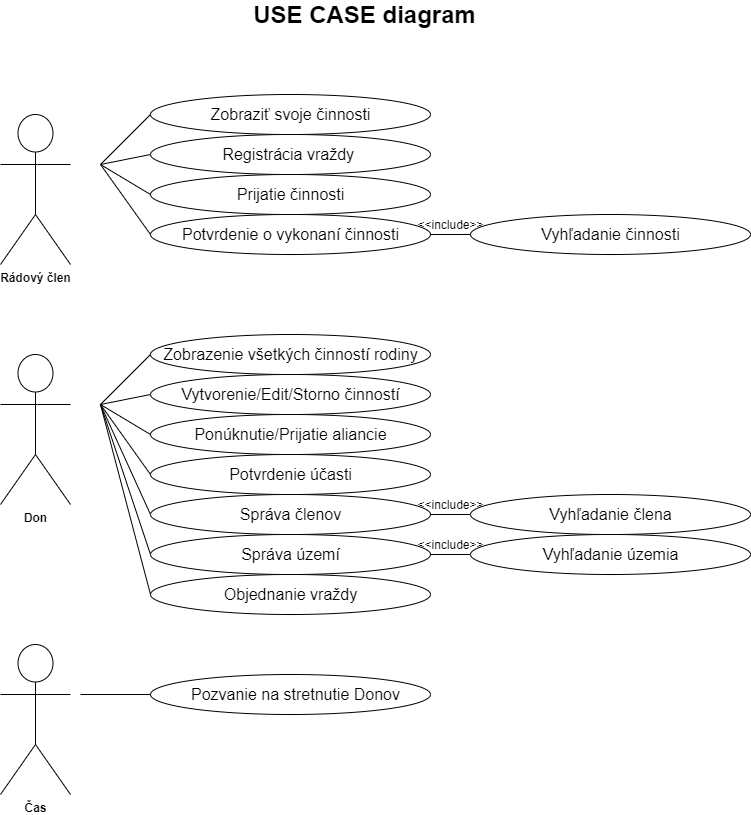 USE CASE diagram
Zobraziť svoje činnosti
Registrácia vraždy
Prijatie činnosti
Potvrdenie o vykonaní činnosti
<<include>>
Vyhľadanie činnosti
Rádový člen
Zobrazenie všetkých činností rodiny
Vytvorenie/Edit/Storno činností
Ponúknutie/Prijatie aliancie
Potvrdenie účasti
Správa členov
<<include>>
Vyhľadanie člena
Správa území
<<include>>
Vyhľadanie územia
Objednanie vraždy
Don
Pozvanie na stretnutie Donov
Čas